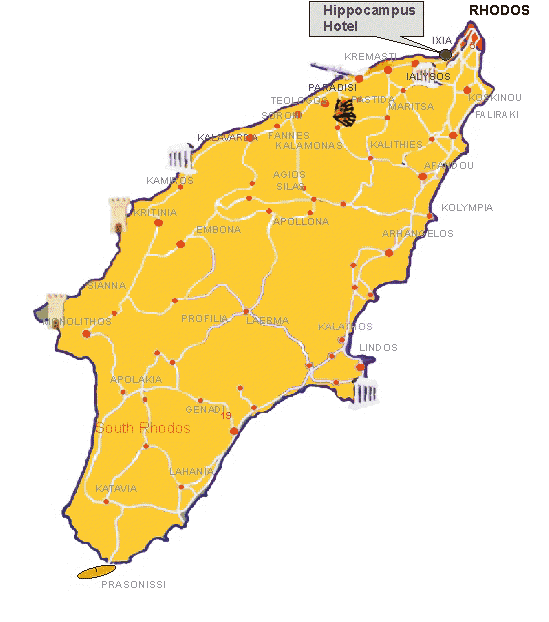 RHODOS
Hippocampus
Hotel
IXIA
KREMASTI
IALYSOS
PARADISI
KOSKINOU
TEOLOGOS
PASTIDA
MARITSA
FALIRAKI
SORONI
FANNES
KALAVARDA
KALAMONAS
KALITHIES
AFANDOU
AGIOS
SILAS
KAMIROS
KOLYMPIA
KRITINIA
APOLLONA
EMBONA
ARHANGELOS
SIANNA
MONOLITHOS
PROFILIA
LAERMA
KALATHOS
LINDOS
APOLAKIA
GENADI
19
South Rhodos
LAHANIA
KATAVIA
PRASONISSI